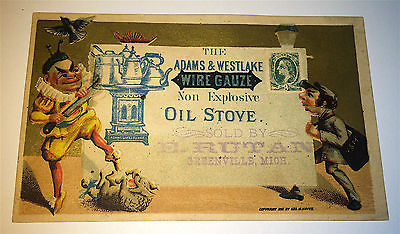 THE
ADAMS & WESTLAKE
WIRE GAUZE
Non Explosive
OIL STOVE.
SOLD BY
E. RUTAN
GREENVILLE, MICH.